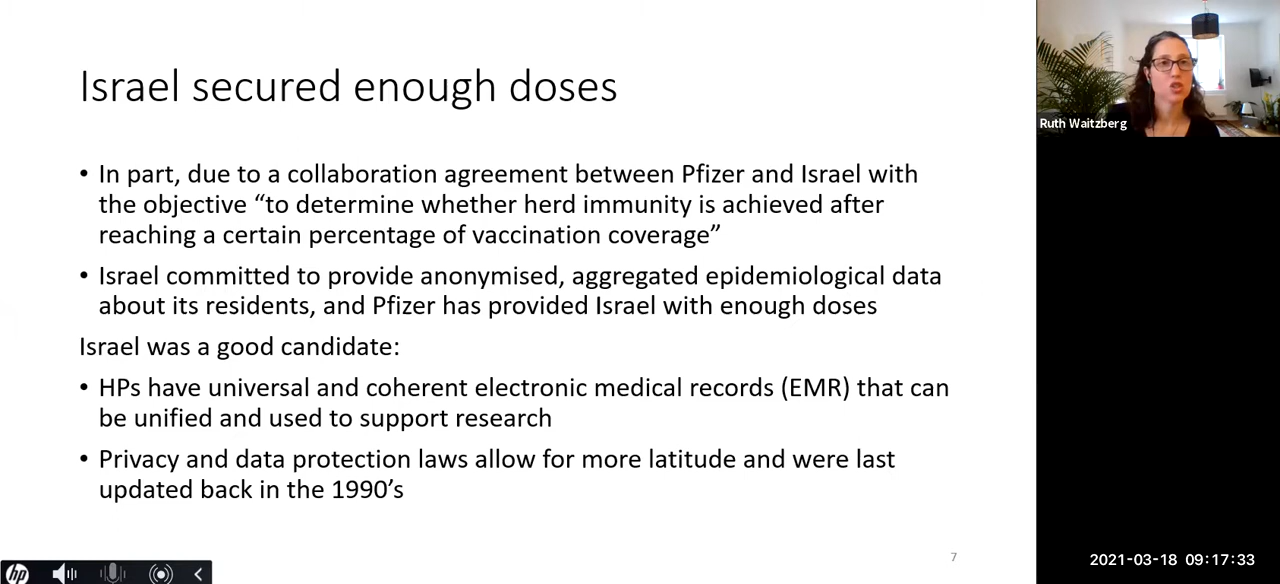 Israel secured enough doses
• In part, due to a collaboration agreement between Pfizer and Israel with
the objective “to determine whether herd immunity is achieved after
reaching a certain percentage of vaccination coverage”
• Israel committed to provide anonymised, aggregated epidemiological data
about its residents, and Pfizer has provided Israel with enough doses
Israel was a good candidate:
• HPs have universal and coherent electronic medical records (EMR) that can
be unified and used to support research
• Privacy and data protection laws allow for more latitude and were last
updated back in the 1990’s
7
hp
Ruth Waitzberg
2021-03-18 09:17:33